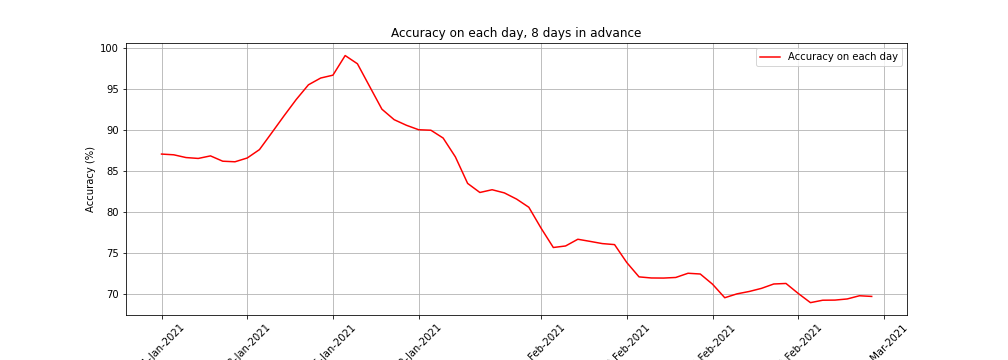 Accuracy on each day, 8 days in advance
Accuracy on each day
Accuracy (%)
100
95
90
85
80
75
70
-Jan-2021
-Jan-2021
-Jan-2021
-Jan-2021
Feb-2021
-Feb-2021
-Feb-2021
-Feb-2021
Mar-2021